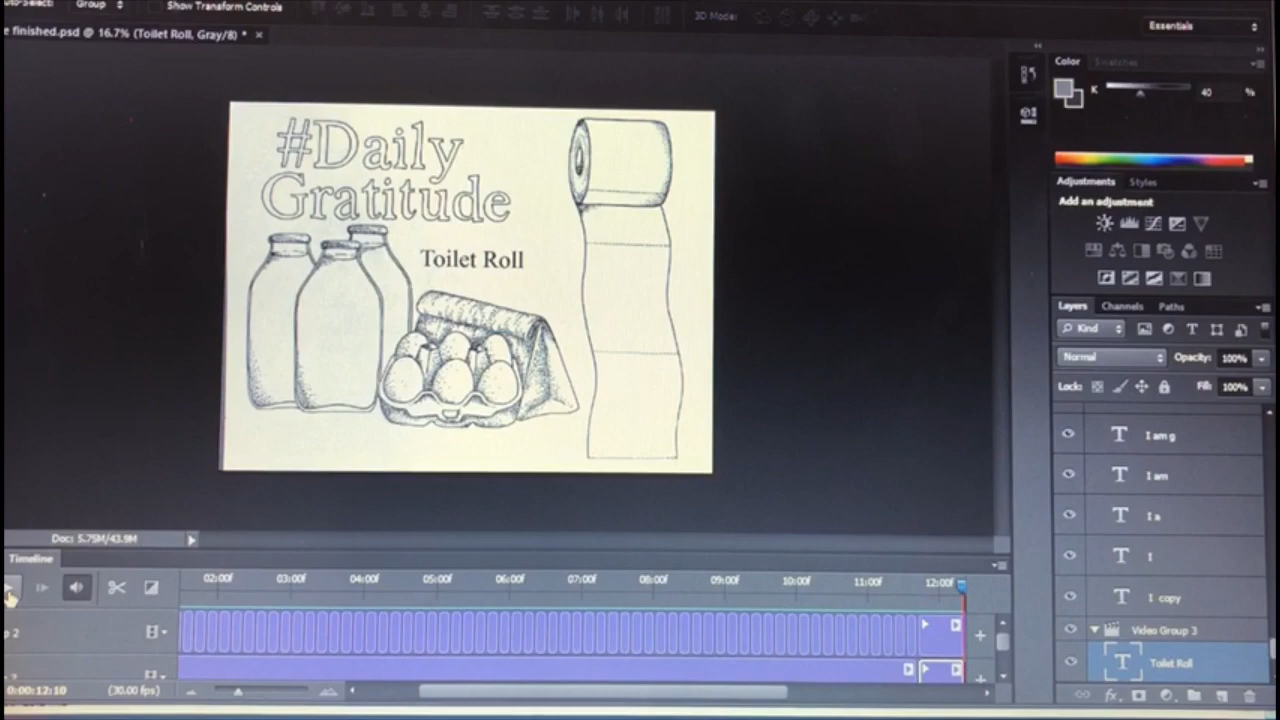 Group
Show Transform Controls
3D Mode:
Essentials
e finished.psd @ 16.7% (Toilet Roll, Gray/8) * ×
Color Swatches
K 40 %
#Daily
Gratitude
Toilet Roll
Adjustments Styles
Add an adjustment
Layers Channels Paths
Kind
Normal Opacity: 100%
Lock: Fill: 100%
I am g
I am
I a
I
I copy
Video Group 3
Toilet Roll
Doc: 5.75M/43.9M
Timeline
02:00f 03:00f 04:00f 05:00f 06:00f 07:00f 08:00f 09:00f 10:00f 11:00f 12:00f
p 2
0:00:12:10 (30.00 fps)